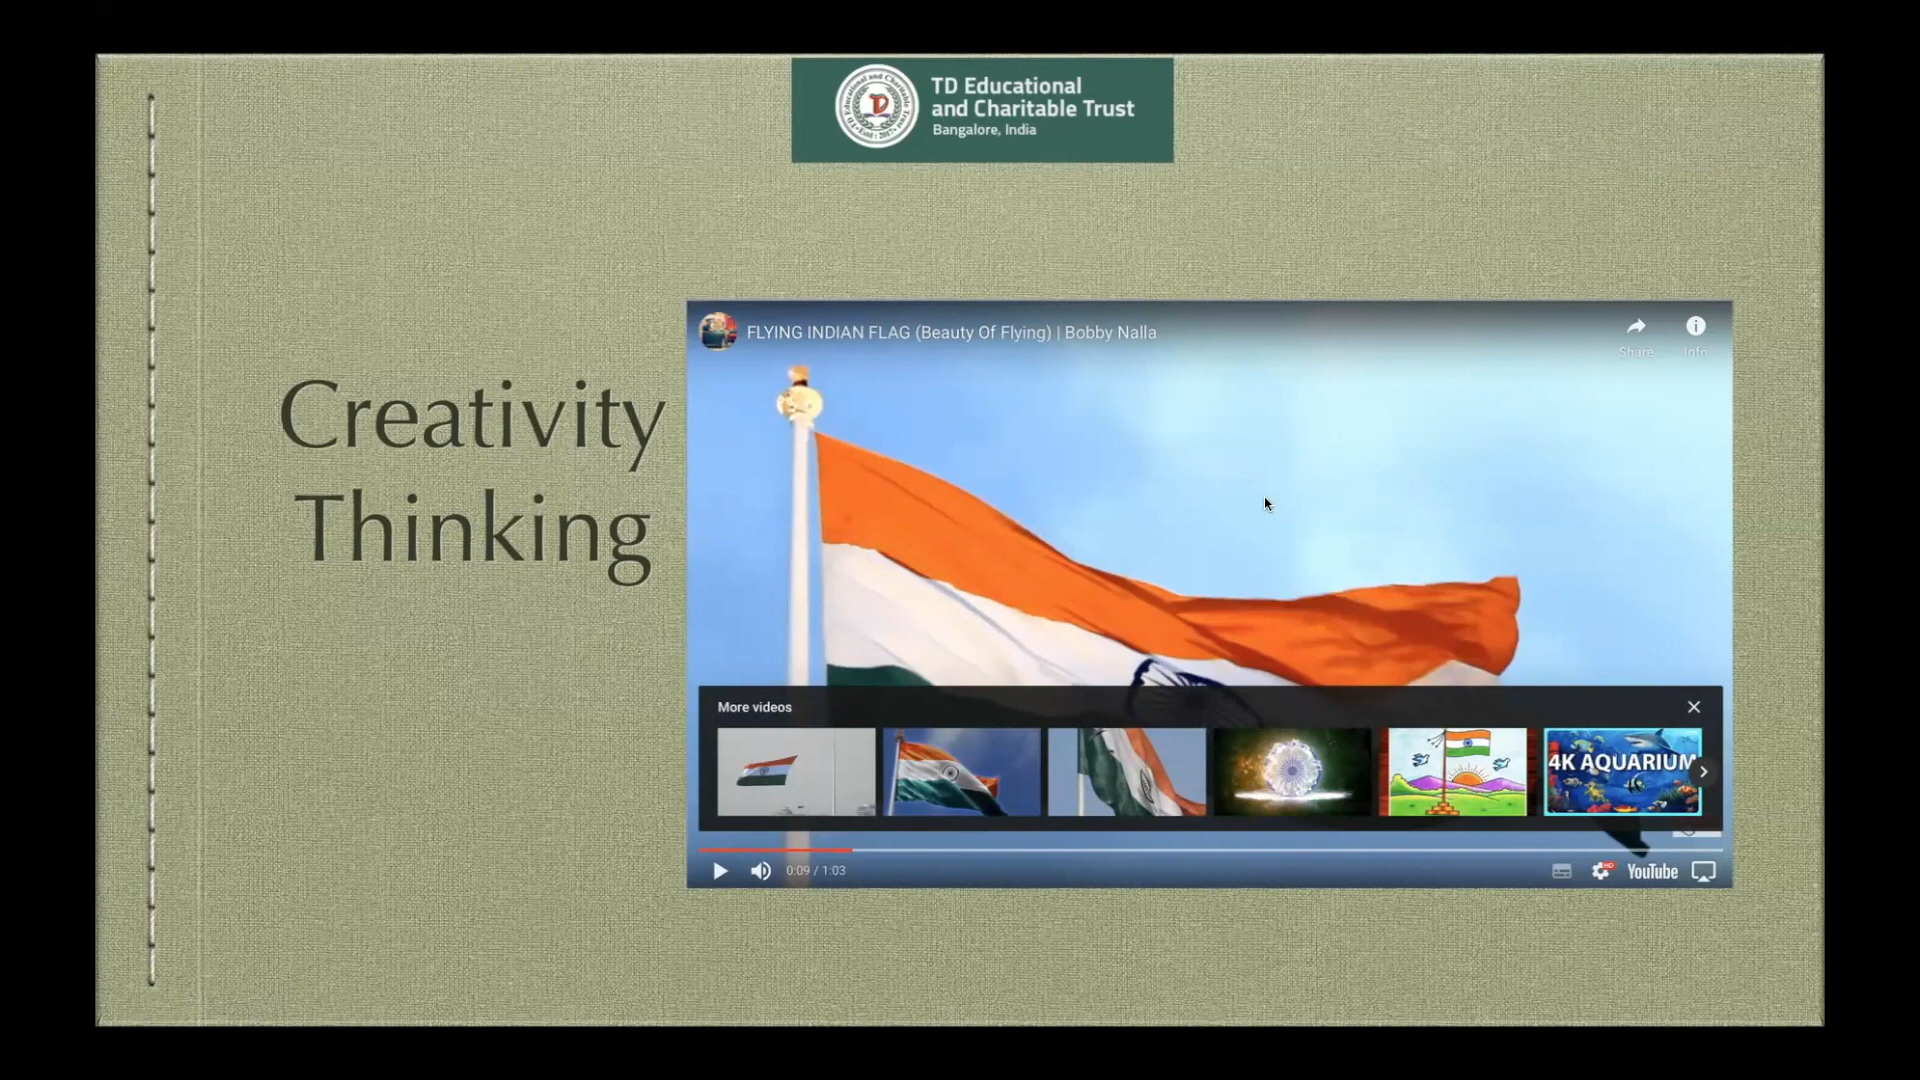 TD Educational
and Charitable Trust
Bangalore, India
Creativity
Thinking
FLYING INDIAN FLAG (Beauty Of Flying) | Bobby Nalla
Share
Info
More videos
4K AQUARIUM
0:09 / 1:03
HD
YouTube